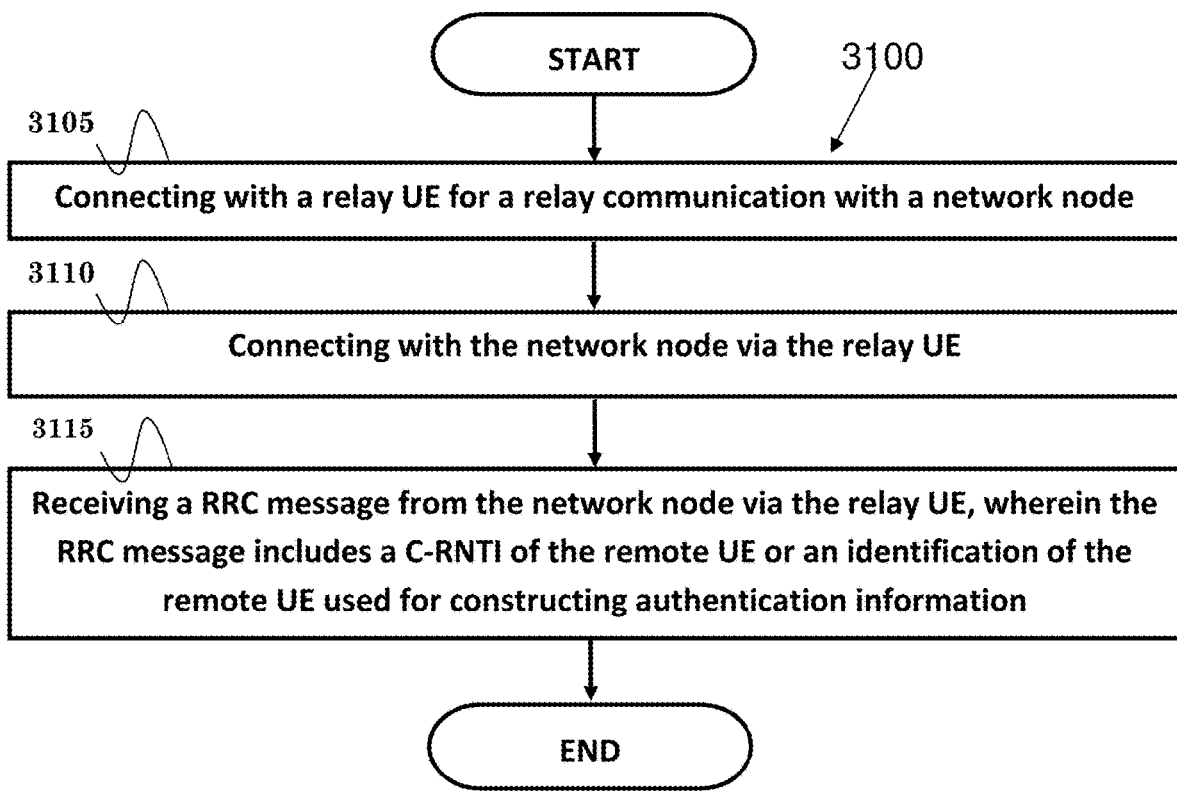 START
3100
3105
Connecting with a relay UE for a relay communication with a network node
3110
Connecting with the network node via the relay UE
3115
Receiving a RRC message from the network node via the relay UE, wherein the
RRC message includes a C-RNTI of the remote UE or an identification of the
remote UE used for constructing authentication information
END